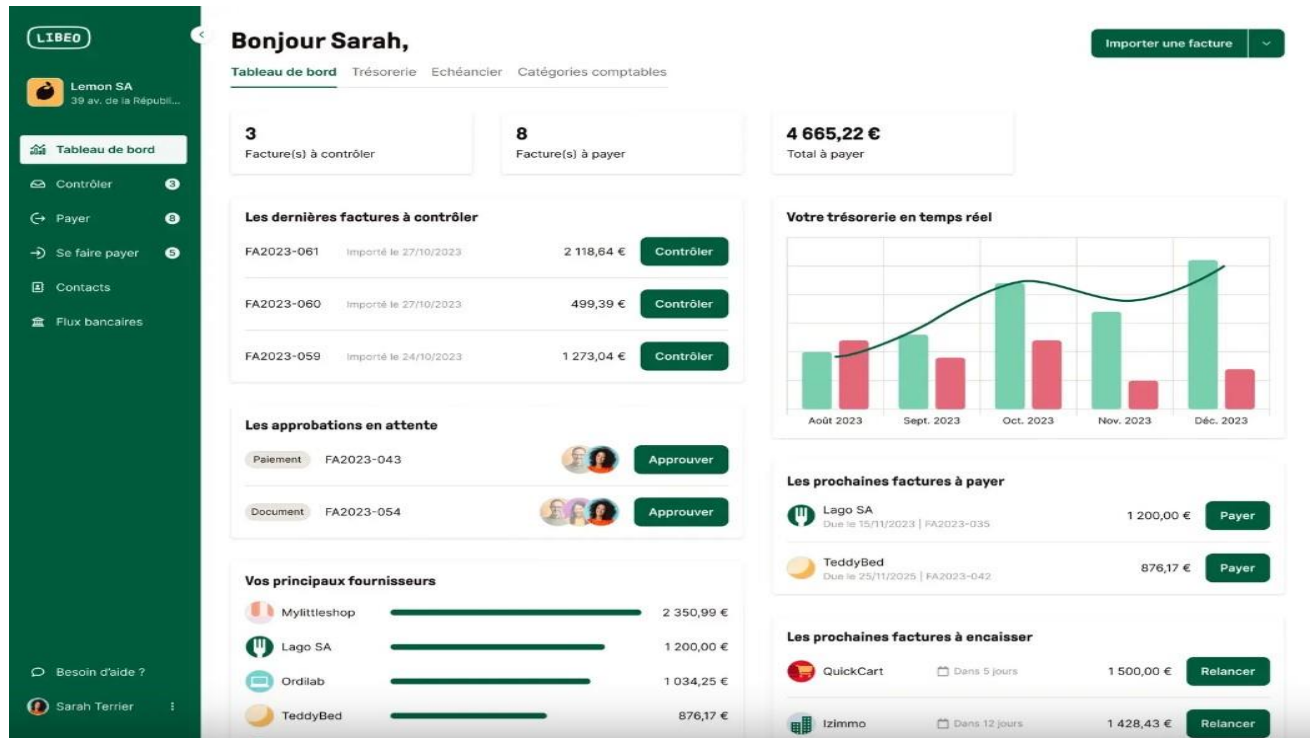 LIBEO
Lemon SA
39 av. de la Républi...
Tableau de bord
Contrôler 3
Payer 8
Se faire payer 5
Contacts
Flux bancaires
Besoin d'aide ?
Sarah Terrier
Bonjour Sarah,
Importer une facture
Tableau de bord Trésorerie Echéancier Catégories comptables
3
Facture(s) à contrôler
8
Facture(s) à payer
4 665,22 €
Total à payer
Les dernières factures à contrôler
FA2023-061 Importé le 27/10/2023 2 118,64 € Contrôler
FA2023-060 Importé le 27/10/2023 499,39 € Contrôler
FA2023-059 Importé le 24/10/2023 1 273,04 € Contrôler
Les approbations en attente
Paiement FA2023-043 Approuver
Document FA2023-054 Approuver
Vos principaux fournisseurs
Mylittleshop 2 350,99 €
Lago SA 1 200,00 €
Ordilab 1 034,25 €
TeddyBed 876,17 €
Votre trésorerie en temps réel
Août 2023 Sept. 2023 Oct. 2023 Nov. 2023 Déc. 2023
Les prochaines factures à payer
Lago SA
Due le 15/11/2023 | FA2023-035
1 200,00 € Payer
TeddyBed
Due le 25/11/2025 | FA2023-042
876,17 € Payer
Les prochaines factures à encaisser
QuickCart Dans 5 jours 1 500,00 € Relancer
Izimmo Dans 12 jours 1 428,43 € Relancer